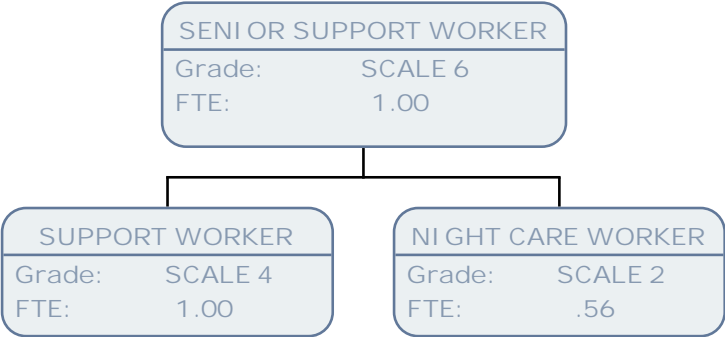 SENIOR SUPPORT WORKER
Grade: SCALE 6
FTE: 1.00
SUPPORT WORKER
Grade: SCALE 4
FTE: 1.00
NIGHT CARE WORKER
Grade: SCALE 2
FTE: .56